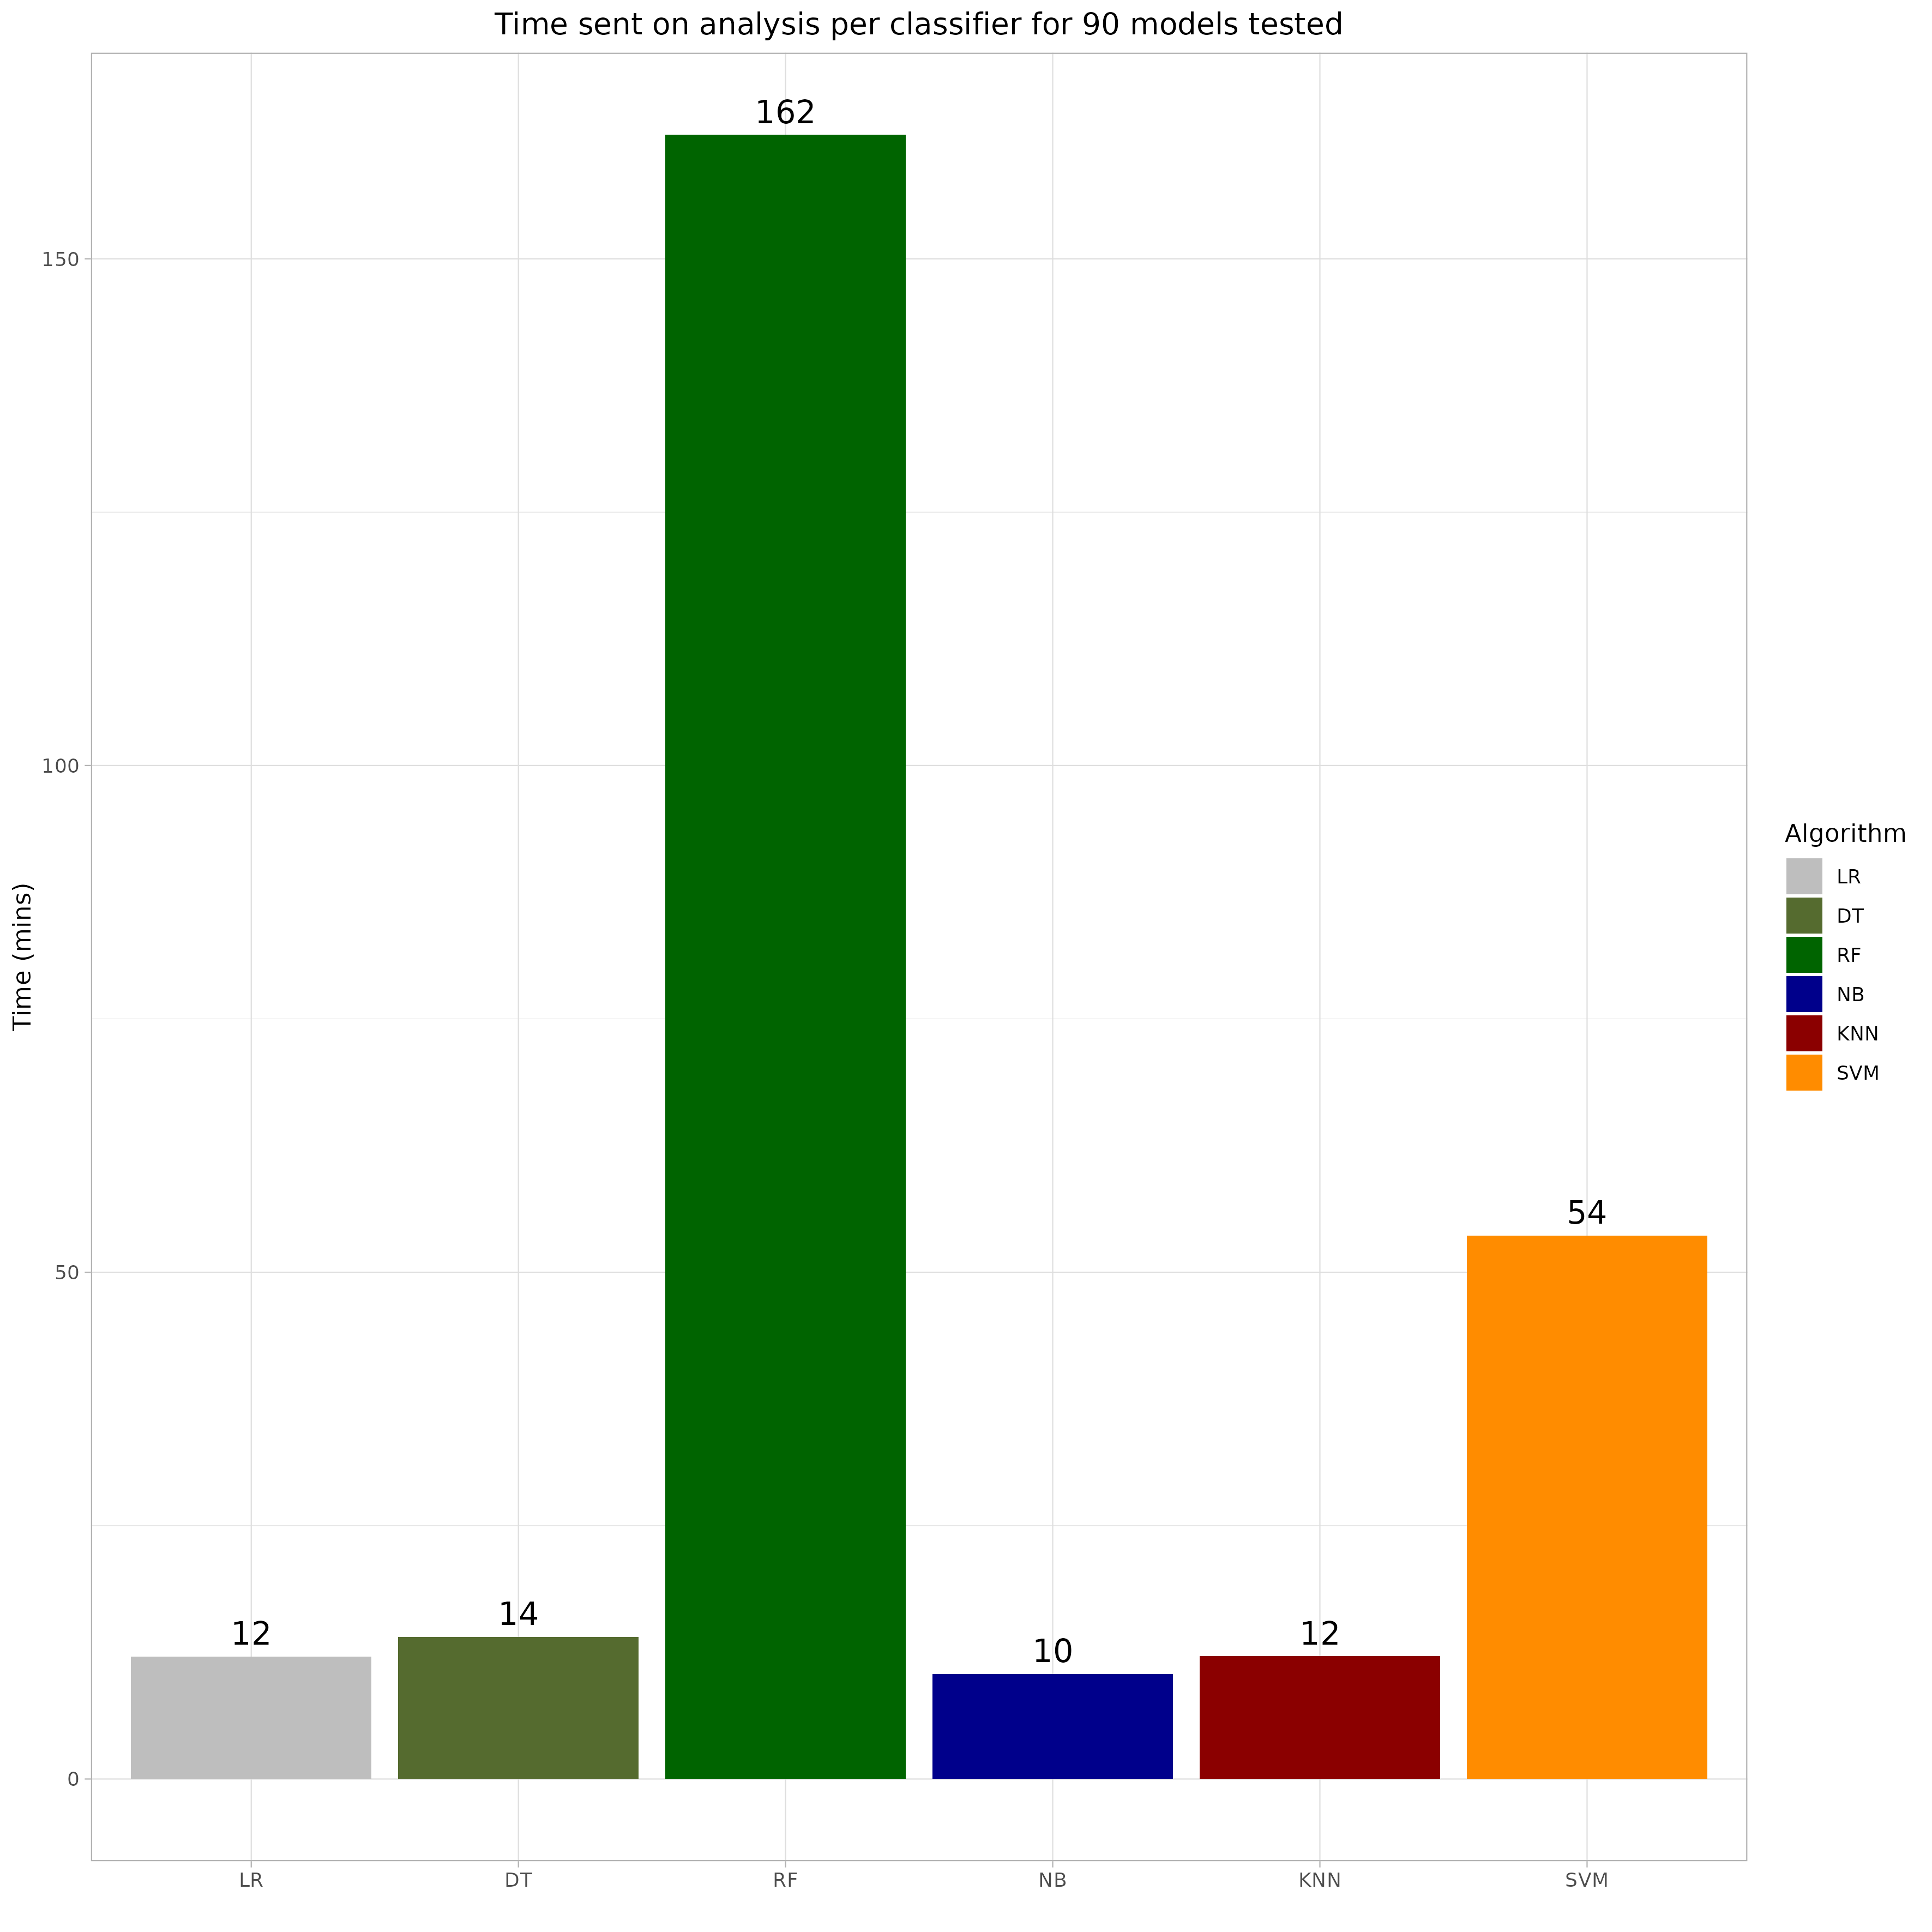 Time sent on analysis per classifier for 90 models tested
Time (mins)
150
100
50
0
162
54
12
14
10
12
LR
DT
RF
NB
KNN
SVM
Algorithm
LR
DT
RF
NB
KNN
SVM